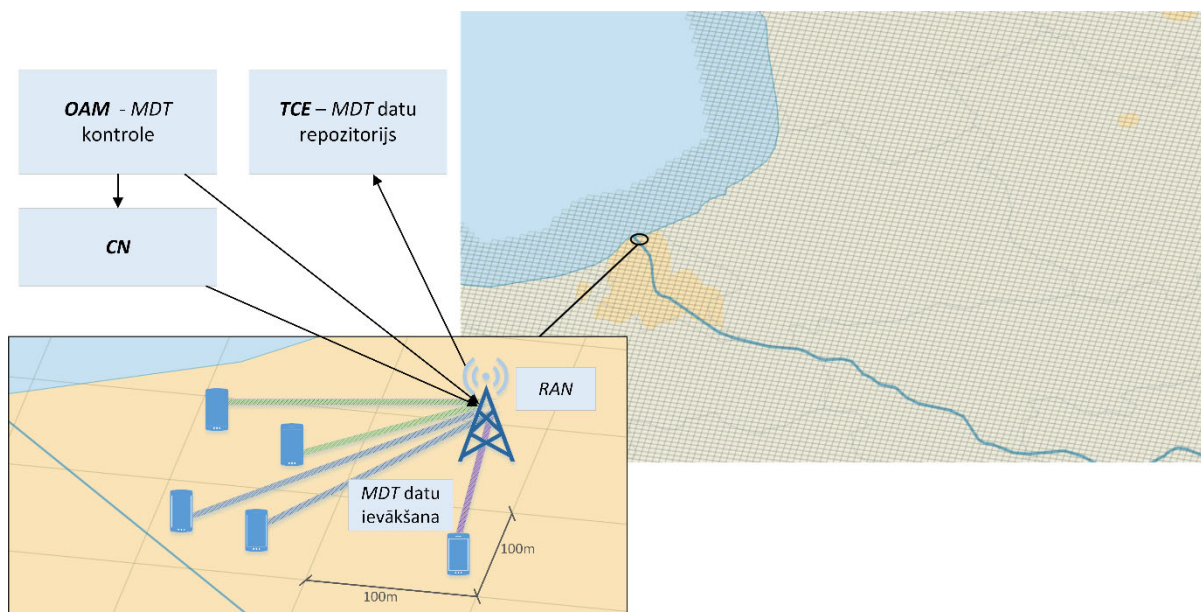 OAM - MDT
kontrole
TCE – MDT datu
repozitorijs
CN
RAN
MDT datu
ievākšana
100m
100m